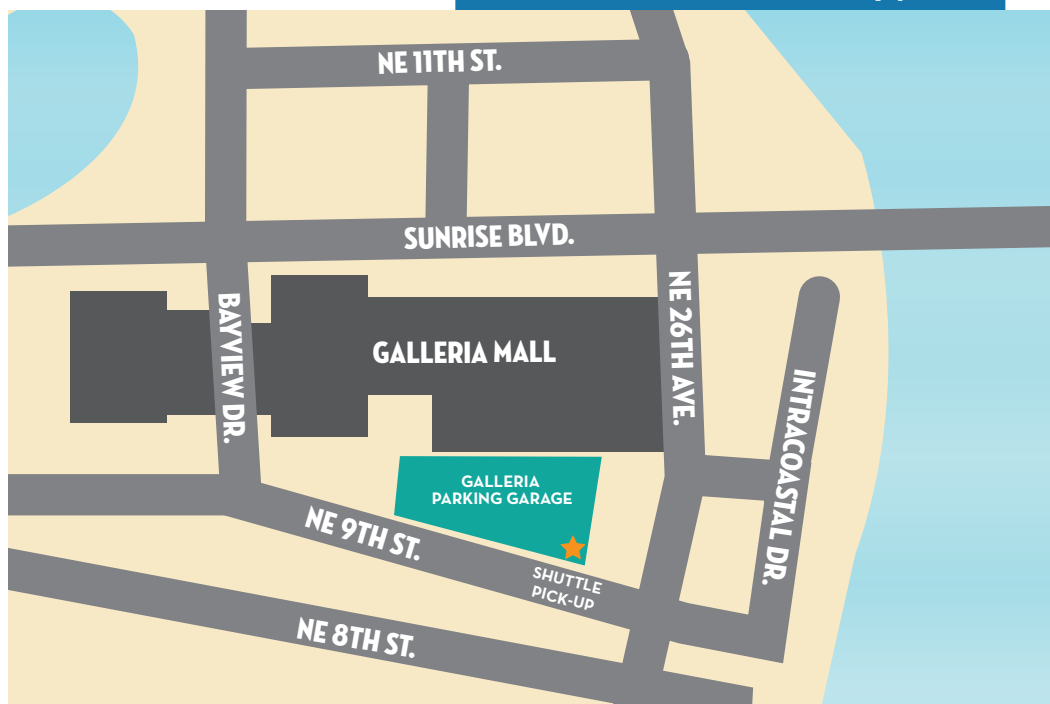 NE 11TH ST.
SUNRISE BLVD.
BAYVIEW DR.
GALLERIA MALL
NE 26TH AVE.
INTRACOASTAL DR.
GALLERIA
PARKING GARAGE
NE 9TH ST.
SHUTTLE
PICK-UP
NE 8TH ST.